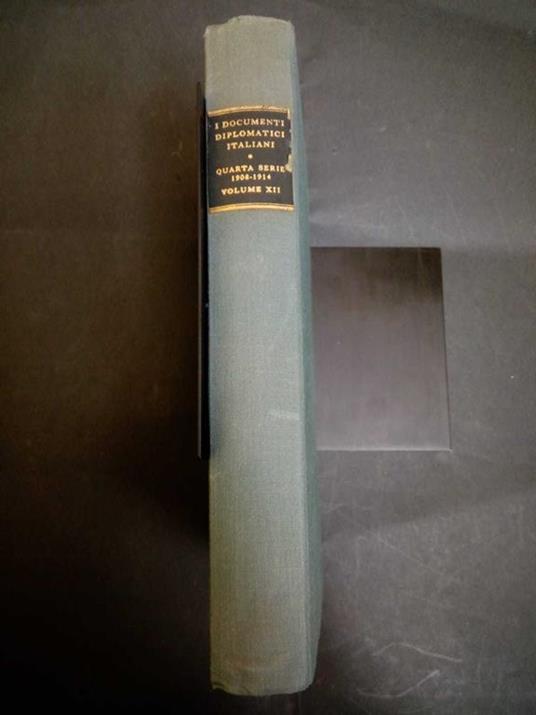 I DOCUMENTI
DIPLOMATICI
ITALIANI
*
QUARTA SERIE
1908-1914
VOLUME XII